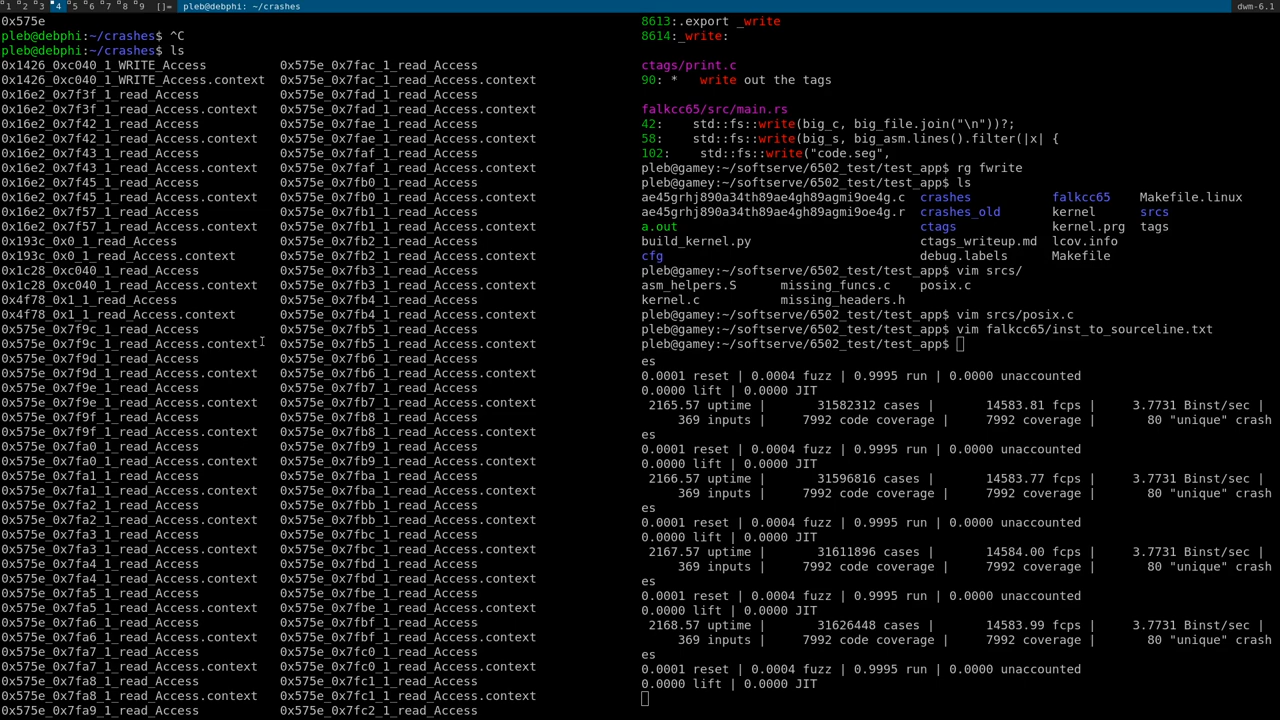 1 2 3 4 5 6 7 8 9 []= pleb@debphi: ~/crashes dwm-6.1
0x575e
pleb@debphi:~/crashes$ ^C
pleb@debphi:~/crashes$ ls
0x1426_0xc040_1_WRITE_Access 0x575e_0x7fac_1_read_Access
0x1426_0xc040_1_WRITE_Access.context 0x575e_0x7fac_1_read_Access.context
0x16e2_0x7f3f_1_read_Access 0x575e_0x7fad_1_read_Access
0x16e2_0x7f3f_1_read_Access.context 0x575e_0x7fad_1_read_Access.context
0x16e2_0x7f42_1_read_Access 0x575e_0x7fae_1_read_Access
0x16e2_0x7f42_1_read_Access.context 0x575e_0x7fae_1_read_Access.context
0x16e2_0x7f43_1_read_Access 0x575e_0x7faf_1_read_Access
0x16e2_0x7f43_1_read_Access.context 0x575e_0x7faf_1_read_Access.context
0x16e2_0x7f45_1_read_Access 0x575e_0x7fb0_1_read_Access
0x16e2_0x7f45_1_read_Access.context 0x575e_0x7fb0_1_read_Access.context
0x16e2_0x7f57_1_read_Access 0x575e_0x7fb1_1_read_Access
0x16e2_0x7f57_1_read_Access.context 0x575e_0x7fb1_1_read_Access.context
0x193c_0x0_1_read_Access 0x575e_0x7fb2_1_read_Access
0x193c_0x0_1_read_Access.context 0x575e_0x7fb2_1_read_Access.context
0x1c28_0xc040_1_read_Access 0x575e_0x7fb3_1_read_Access
0x1c28_0xc040_1_read_Access.context 0x575e_0x7fb3_1_read_Access.context
0x4f78_0x1_1_read_Access 0x575e_0x7fb4_1_read_Access
0x4f78_0x1_1_read_Access.context 0x575e_0x7fb4_1_read_Access.context
0x575e_0x7f9c_1_read_Access 0x575e_0x7fb5_1_read_Access
0x575e_0x7f9c_1_read_Access.context 0x575e_0x7fb5_1_read_Access.context
0x575e_0x7f9d_1_read_Access 0x575e_0x7fb6_1_read_Access
0x575e_0x7f9d_1_read_Access.context 0x575e_0x7fb6_1_read_Access.context
0x575e_0x7f9e_1_read_Access 0x575e_0x7fb7_1_read_Access
0x575e_0x7f9e_1_read_Access.context 0x575e_0x7fb7_1_read_Access.context
0x575e_0x7f9f_1_read_Access 0x575e_0x7fb8_1_read_Access
0x575e_0x7f9f_1_read_Access.context 0x575e_0x7fb8_1_read_Access.context
0x575e_0x7fa0_1_read_Access 0x575e_0x7fb9_1_read_Access
0x575e_0x7fa0_1_read_Access.context 0x575e_0x7fb9_1_read_Access.context
0x575e_0x7fa1_1_read_Access 0x575e_0x7fba_1_read_Access
0x575e_0x7fa1_1_read_Access.context 0x575e_0x7fba_1_read_Access.context
0x575e_0x7fa2_1_read_Access 0x575e_0x7fbb_1_read_Access
0x575e_0x7fa2_1_read_Access.context 0x575e_0x7fbb_1_read_Access.context
0x575e_0x7fa3_1_read_Access 0x575e_0x7fbc_1_read_Access
0x575e_0x7fa3_1_read_Access.context 0x575e_0x7fbc_1_read_Access.context
0x575e_0x7fa4_1_read_Access 0x575e_0x7fbd_1_read_Access
0x575e_0x7fa4_1_read_Access.context 0x575e_0x7fbd_1_read_Access.context
0x575e_0x7fa5_1_read_Access 0x575e_0x7fbe_1_read_Access
0x575e_0x7fa5_1_read_Access.context 0x575e_0x7fbe_1_read_Access.context
0x575e_0x7fa6_1_read_Access 0x575e_0x7fbf_1_read_Access
0x575e_0x7fa6_1_read_Access.context 0x575e_0x7fbf_1_read_Access.context
0x575e_0x7fa7_1_read_Access 0x575e_0x7fc0_1_read_Access
0x575e_0x7fa7_1_read_Access.context 0x575e_0x7fc0_1_read_Access.context
0x575e_0x7fa8_1_read_Access 0x575e_0x7fc1_1_read_Access
0x575e_0x7fa8_1_read_Access.context 0x575e_0x7fc1_1_read_Access.context
0x575e_0x7fa9_1_read_Access 0x575e_0x7fc2_1_read_Access
8613:.export _write
8614:_write:
ctags/print.c
90: * write out the tags
falkcc65/src/main.rs
42: std::fs::write(big_c, big_file.join("\n"))?;
58: std::fs::write(big_s, big_asm.lines().filter(|x| {
102: std::fs::write("code.seg",
pleb@gamey:~/softserve/6502_test/test_app$ rg fwrite
pleb@gamey:~/softserve/6502_test/test_app$ ls
ae45grhj890a34th89ae4gh89agmi9oe4g.c crashes falkcc65 Makefile.linux
ae45grhj890a34th89ae4gh89agmi9oe4g.r crashes_old kernel srcs
a.out ctags kernel.prg tags
build_kernel.py ctags_writeup.md lcov.info
cfg debug.labels Makefile
pleb@gamey:~/softserve/6502_test/test_app$ vim srcs/
asm_helpers.S missing_funcs.c posix.c
kernel.c missing_headers.h
pleb@gamey:~/softserve/6502_test/test_app$ vim srcs/posix.c
pleb@gamey:~/softserve/6502_test/test_app$ vim falkcc65/inst_to_sourceline.txt
pleb@gamey:~/softserve/6502_test/test_app$
es
0.0001 reset | 0.0004 fuzz | 0.9995 run | 0.0000 unaccounted
0.0000 lift | 0.0000 JIT
2165.57 uptime | 31582312 cases | 14583.81 fcps | 3.7731 Binst/sec |
369 inputs | 7992 code coverage | 7992 coverage | 80 "unique" crash
es
0.0001 reset | 0.0004 fuzz | 0.9995 run | 0.0000 unaccounted
0.0000 lift | 0.0000 JIT
2166.57 uptime | 31596816 cases | 14583.77 fcps | 3.7731 Binst/sec |
369 inputs | 7992 code coverage | 7992 coverage | 80 "unique" crash
es
0.0001 reset | 0.0004 fuzz | 0.9995 run | 0.0000 unaccounted
0.0000 lift | 0.0000 JIT
2167.57 uptime | 31611896 cases | 14584.00 fcps | 3.7731 Binst/sec |
369 inputs | 7992 code coverage | 7992 coverage | 80 "unique" crash
es
0.0001 reset | 0.0004 fuzz | 0.9995 run | 0.0000 unaccounted
0.0000 lift | 0.0000 JIT
2168.57 uptime | 31626448 cases | 14583.99 fcps | 3.7731 Binst/sec |
369 inputs | 7992 code coverage | 7992 coverage | 80 "unique" crash
es
0.0001 reset | 0.0004 fuzz | 0.9995 run | 0.0000 unaccounted
0.0000 lift | 0.0000 JIT